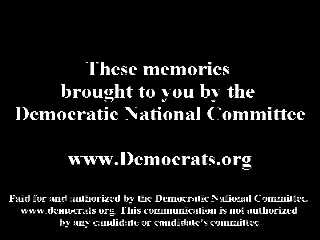 These memories
brought to you by the
Democratic National Committee
www.Democrats.org
Paid for and authorized by the Democratic National Committee.
www.democrats.org. This communication is not authorized
by any candidate or candidate's committee